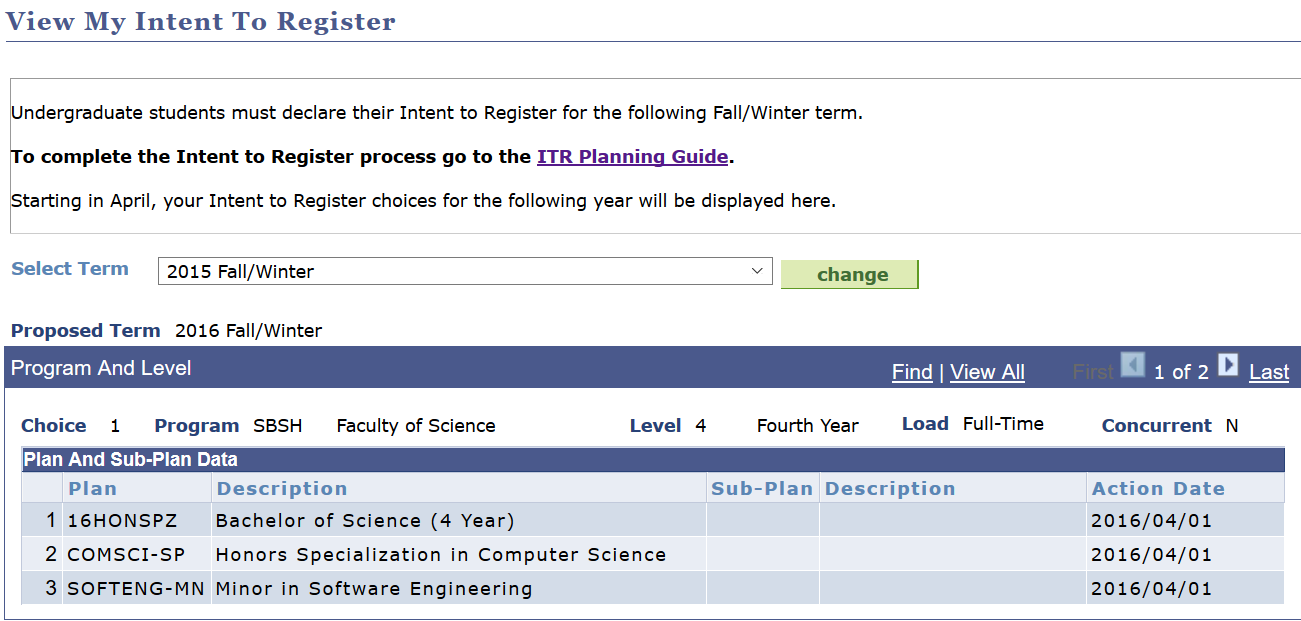 View My Intent To Register
Undergraduate students must declare their Intent to Register for the following Fall/Winter term.
To complete the Intent to Register process go to the ITR Planning Guide.
Starting in April, your Intent to Register choices for the following year will be displayed here.
Select Term 2015 Fall/Winter change
Proposed Term 2016 Fall/Winter
Program And Level Find | View All First 1 of 2 Last
Choice 1 Program SBSH Faculty of Science Level 4 Fourth Year Load Full-Time Concurrent N
Plan And Sub-Plan Data
Plan Description Sub-Plan Description Action Date
1 16HONSPZ Bachelor of Science (4 Year) 2016/04/01
2 COMSCI-SP Honors Specialization in Computer Science 2016/04/01
3 SOFTENG-MN Minor in Software Engineering 2016/04/01